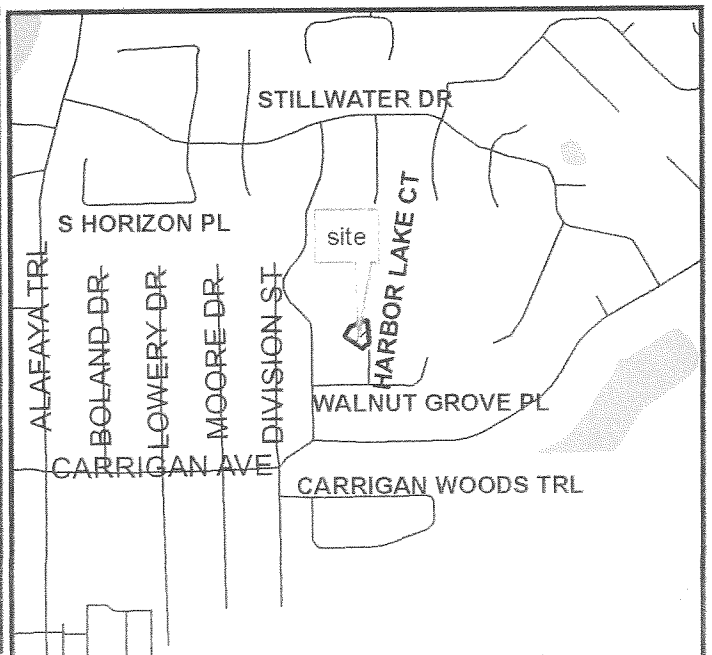 STILLWATER DR
S HORIZON PL
site
HARBOR LAKE CT
ALAFAYA TRL
BOLAND DR
LOWERY DR
MOORE DR
DIVISION ST
WALNUT GROVE PL
CARRIGAN AVE
CARRIGAN WOODS TRL